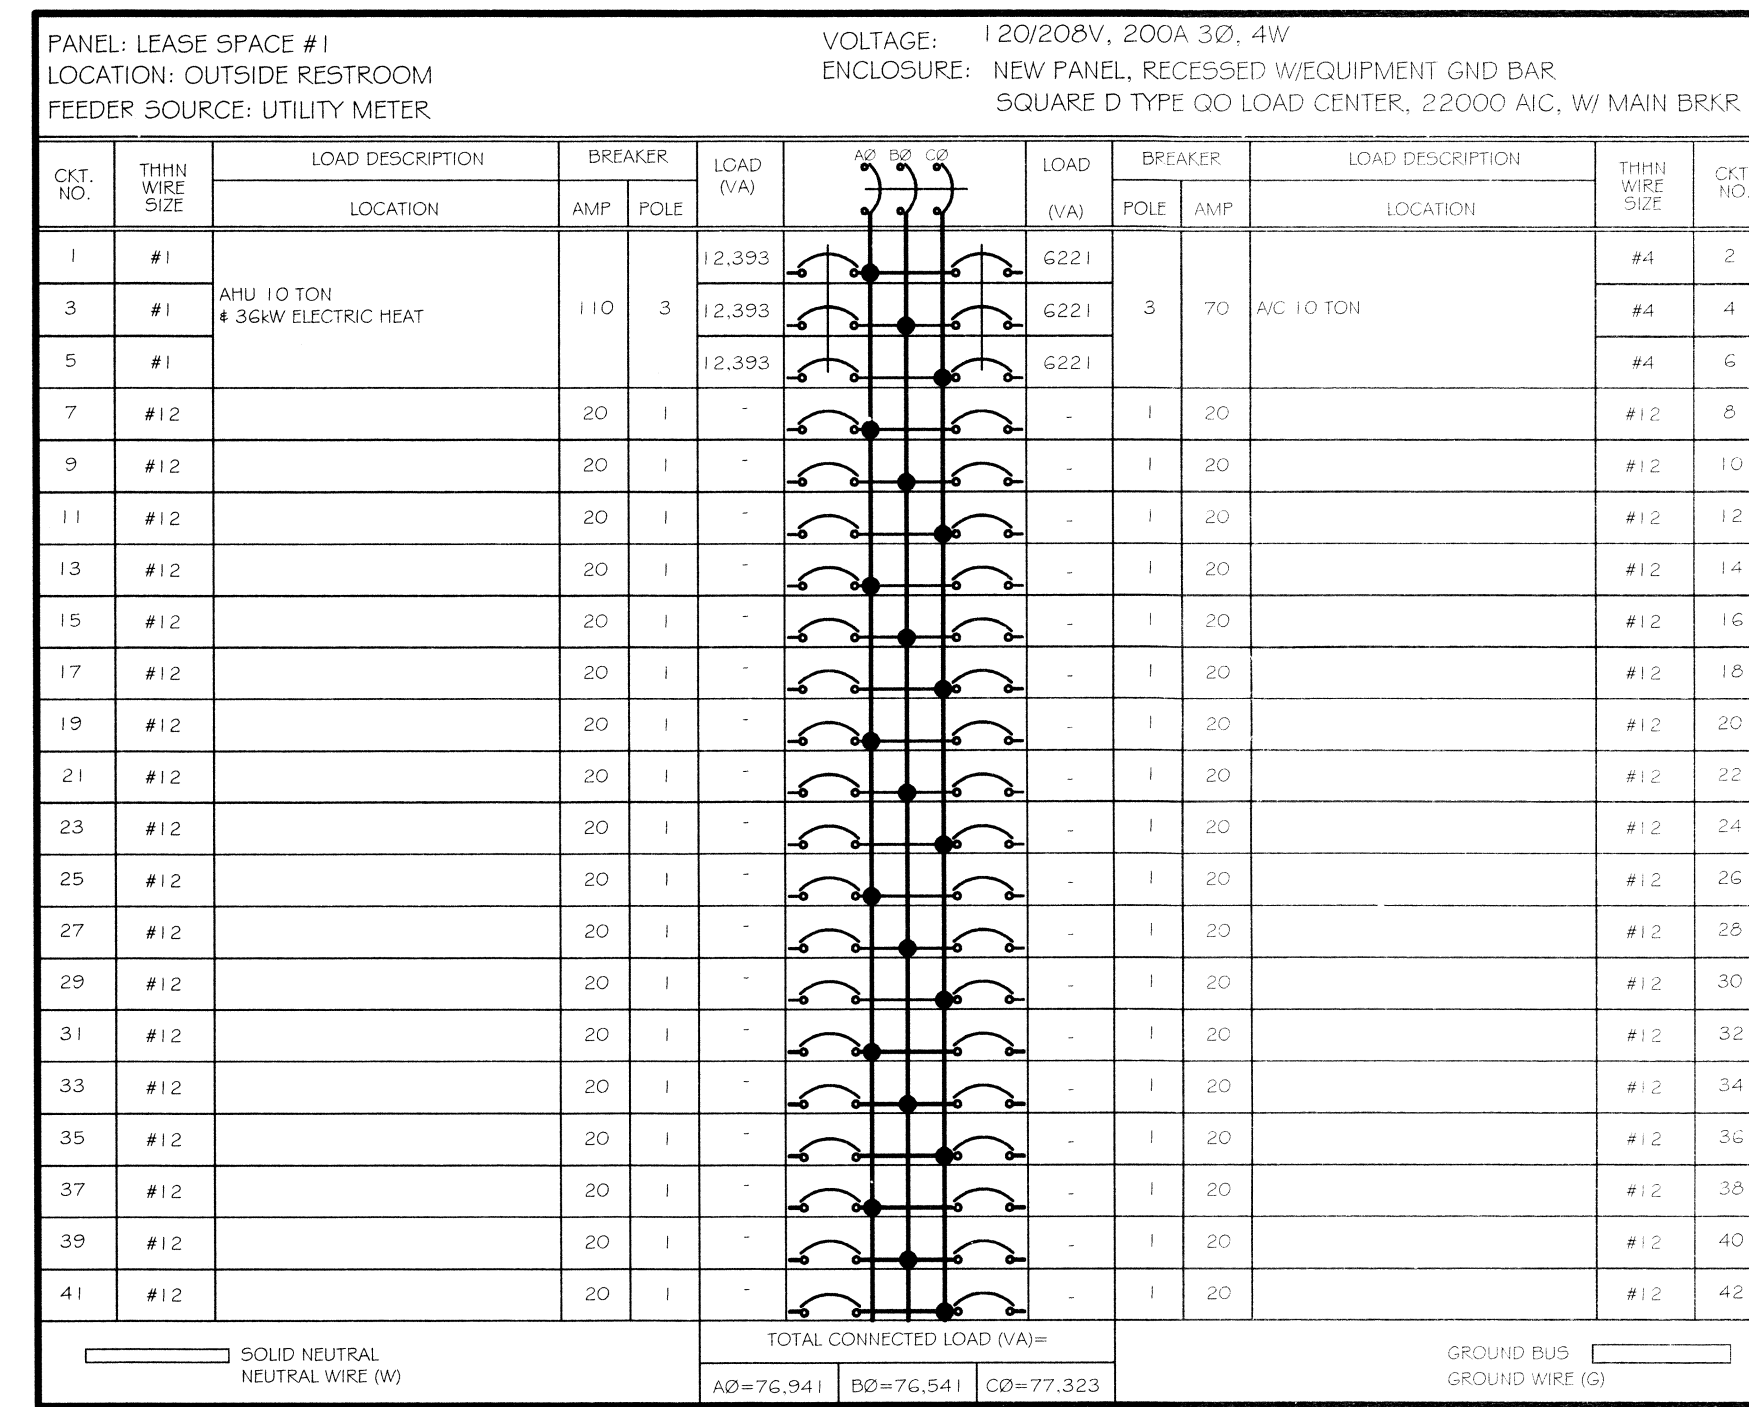 PANEL: LEASE SPACE #1
LOCATION: OUTSIDE RESTROOM
FEEDER SOURCE: UTILITY METER
VOLTAGE: 120/208V, 200A 3Ø, 4W
ENCLOSURE: NEW PANEL, RECESSED W/EQUIPMENT GND BAR
SQUARE D TYPE QO LOAD CENTER, 22000 AIC, W/ MAIN BRKR
CKT. NO. THHN WIRE SIZE LOAD DESCRIPTION LOCATION BREAKER AMP POLE LOAD (VA) AØ BØ CØ LOAD (VA) BREAKER POLE AMP LOAD DESCRIPTION LOCATION THHN WIRE SIZE CKT NO.
1 #1 12,393 6221 #4 2
3 #1 AHU 10 TON & 36kW ELECTRIC HEAT 110 3 12,393 6221 3 70 A/C 10 TON #4 4
5 #1 12,393 6221 #4 6
7 #12 20 1 - - 1 20 #12 8
9 #12 20 1 - - 1 20 #12 10
11 #12 20 1 - - 1 20 #12 12
13 #12 20 1 - - 1 20 #12 14
15 #12 20 1 - - 1 20 #12 16
17 #12 20 1 - - 1 20 #12 18
19 #12 20 1 - - 1 20 #12 20
21 #12 20 1 - - 1 20 #12 22
23 #12 20 1 - - 1 20 #12 24
25 #12 20 1 - - 1 20 #12 26
27 #12 20 1 - - 1 20 #12 28
29 #12 20 1 - - 1 20 #12 30
31 #12 20 1 - - 1 20 #12 32
33 #12 20 1 - - 1 20 #12 34
35 #12 20 1 - - 1 20 #12 36
37 #12 20 1 - - 1 20 #12 38
39 #12 20 1 - - 1 20 #12 40
41 #12 20 1 - - 1 20 #12 42
SOLID NEUTRAL
NEUTRAL WIRE (W)
TOTAL CONNECTED LOAD (VA)=
AØ=76,941 BØ=76,541 CØ=77,323
GROUND BUS
GROUND WIRE (G)